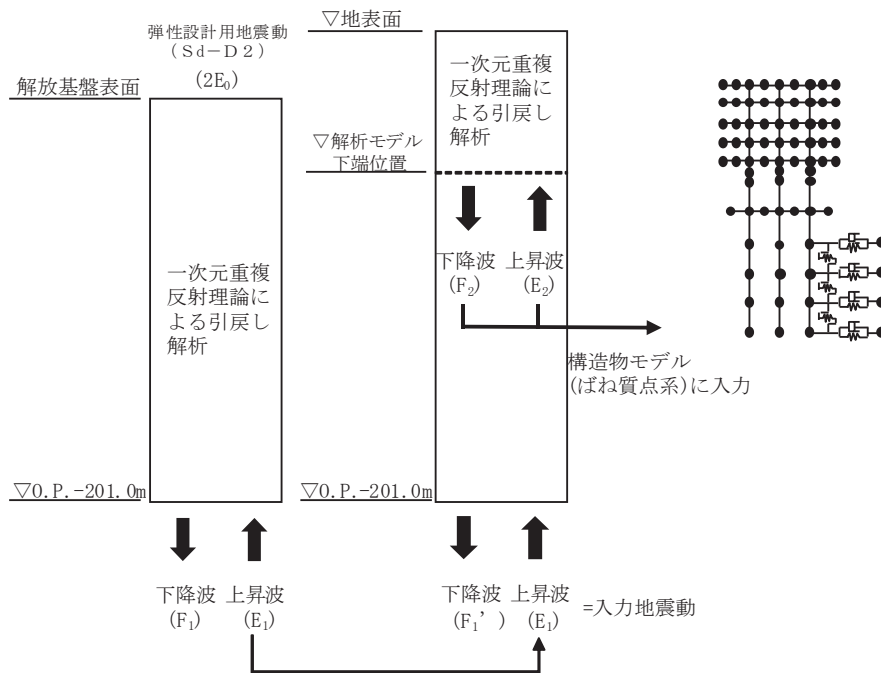 弾性設計用地震動
(Sd-D2)
(2E₀)
解放基盤表面
一次元重複
反射理論に
よる引戻し
解析
▽O.P.-201.0m
下降波
(F₁)
上昇波
(E₁)
▽地表面
一次元重複
反射理論に
よる引戻し
解析
▽解析モデル
下端位置
下降波
(F₂)
上昇波
(E₂)
構造物モデル
(ばね質点系)に入力
▽O.P.-201.0m
下降波
(F₁’)
上昇波
(E₁)
=入力地震動